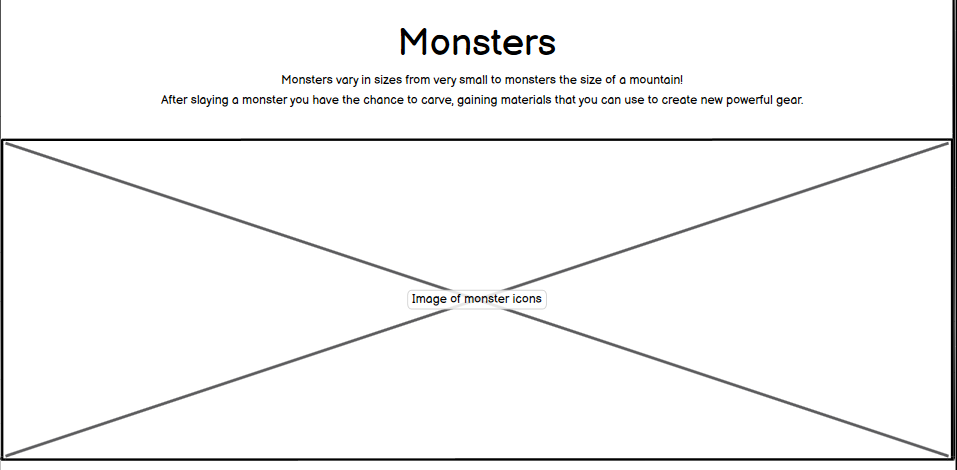 Monsters
Monsters vary in sizes from very small to monsters the size of a mountain!
After slaying a monster you have the chance to carve, gaining materials that you can use to create new powerful gear.
Image of monster icons